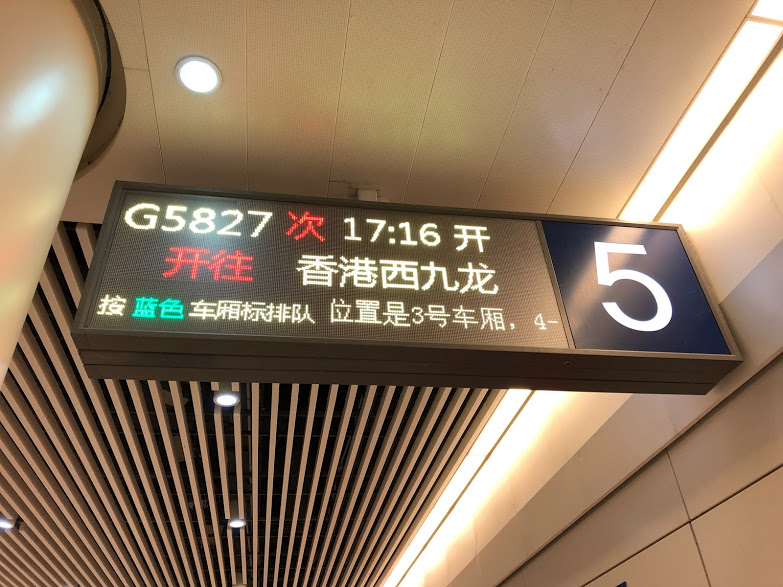 G5827 次 17:16 开
开往 香港西九龙
按 蓝色 车厢标排队 位置是3号车厢，4-
5